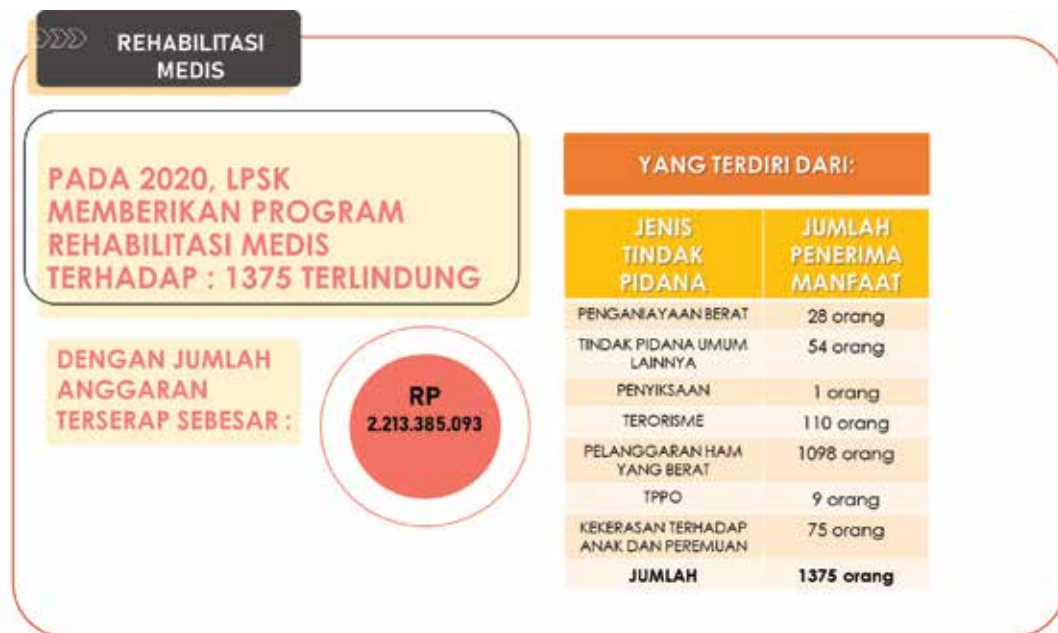 REHABILITASI
MEDIS
PADA 2020, LPSK
MEMBERIKAN PROGRAM
REHABILITASI MEDIS
TERHADAP : 1375 TERLINDUNG
DENGAN JUMLAH
ANGGARAN
TERSERAP SEBESAR :
RP
2.213.385.093
YANG TERDIRI DARI:
JENIS
TINDAK
PIDANA
JUMLAH
PENERIMA
MANFAAT
PENGANIAYAAN BERAT
28 orang
TINDAK PIDANA UMUM
LAINNYA
54 orang
PENYIKSAAN
1 orang
TERORISME
110 orang
PELANGGARAN HAM
YANG BERAT
1098 orang
TPPO
9 orang
KEKERASAN TERHADAP
ANAK DAN PEREMUAN
75 orang
JUMLAH
1375 orang